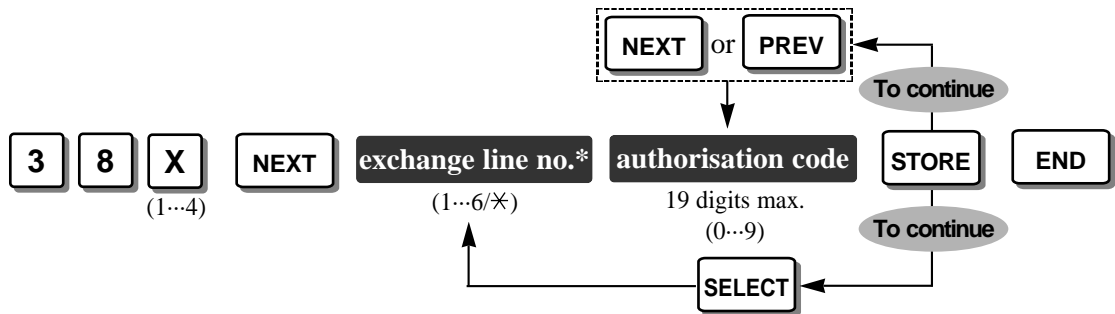 NEXT or PREV
To continue
3 8 X NEXT exchange line no.* authorisation code STORE END
(1···4) (1···6/✳) 19 digits max.
(0···9)
To continue
SELECT